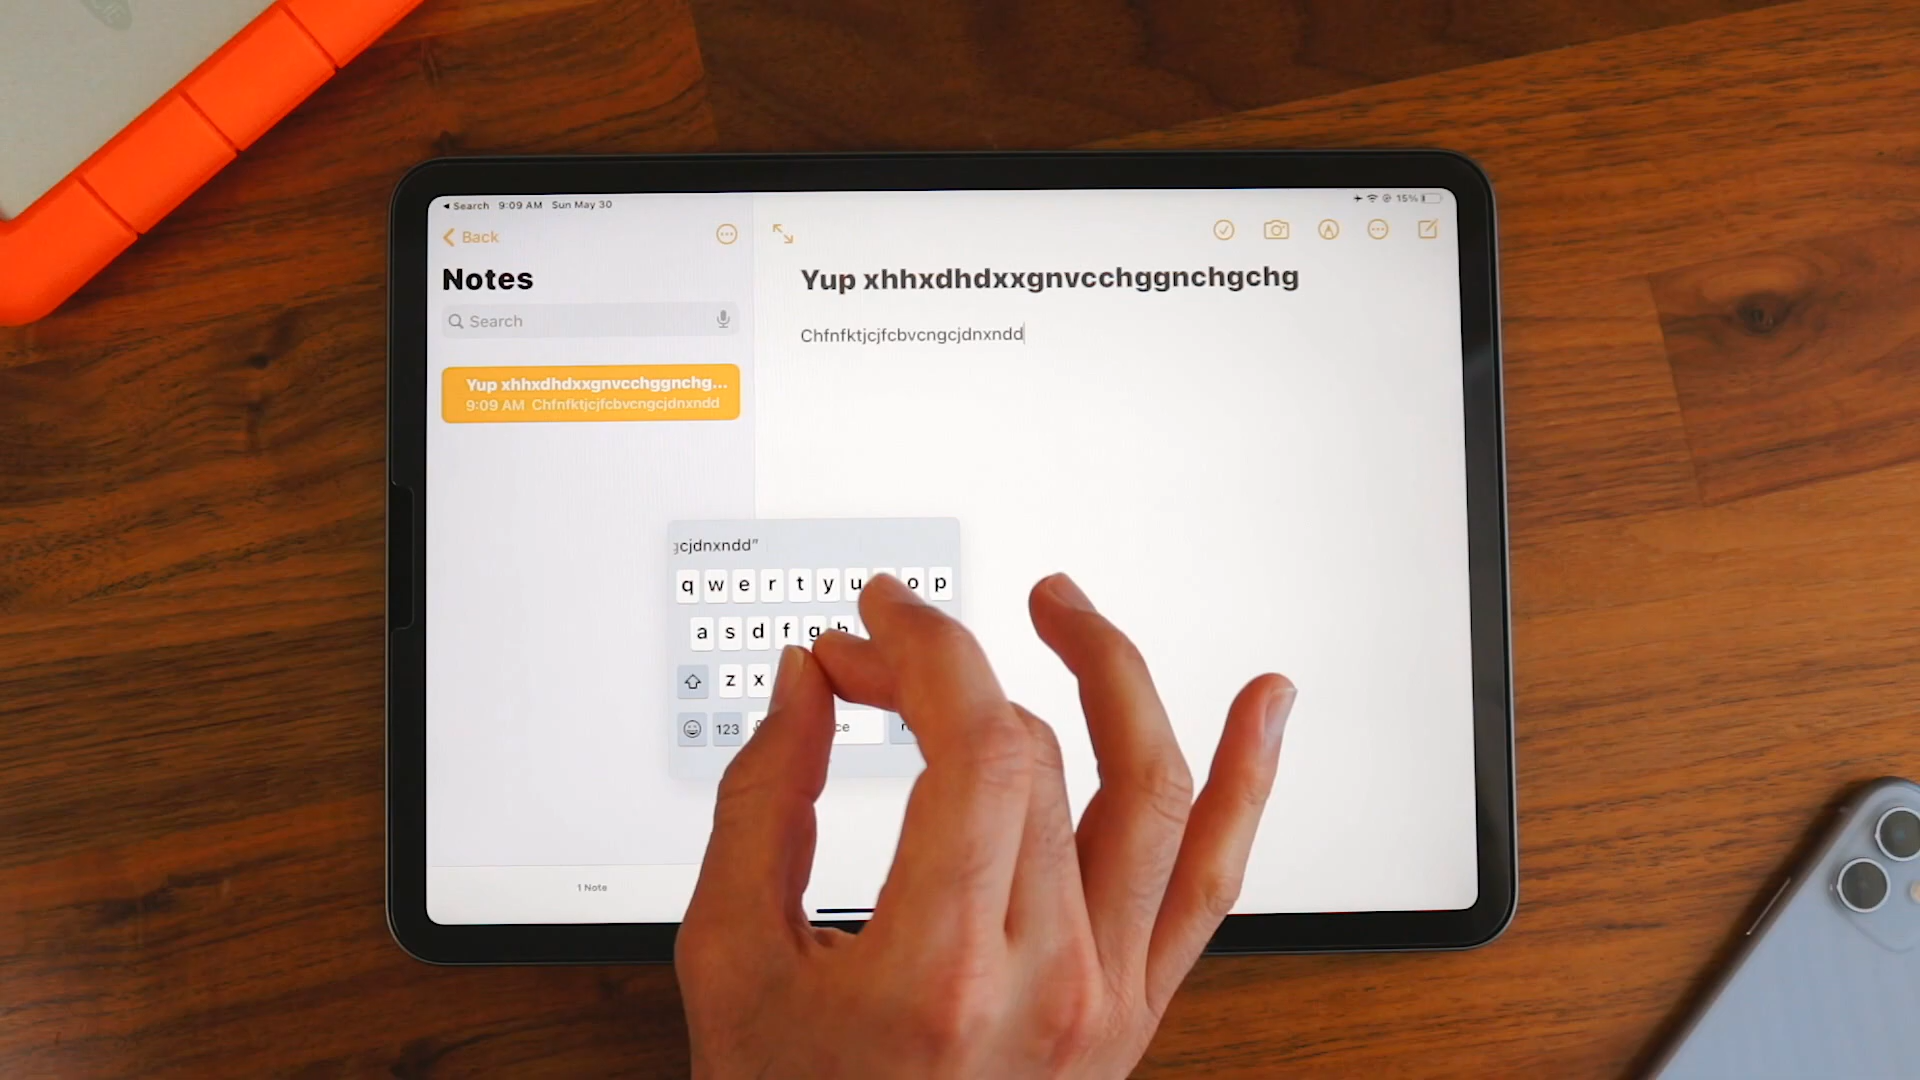 Search 9:09 AM Sun May 30
15%
Back
Notes
Search
Yup xhhxdhdxxgnvcchggnchg...
9:09 AM Chfnfktjcjfcbvcngcjdnxndd
1 Note
Yup xhhxdhdxxgnvcchggnchgchg
Chfnfktjcjfcbvcngcjdnxndd
gcjdnxndd"
q w e r t y u o p
a s d f g h
z x
123